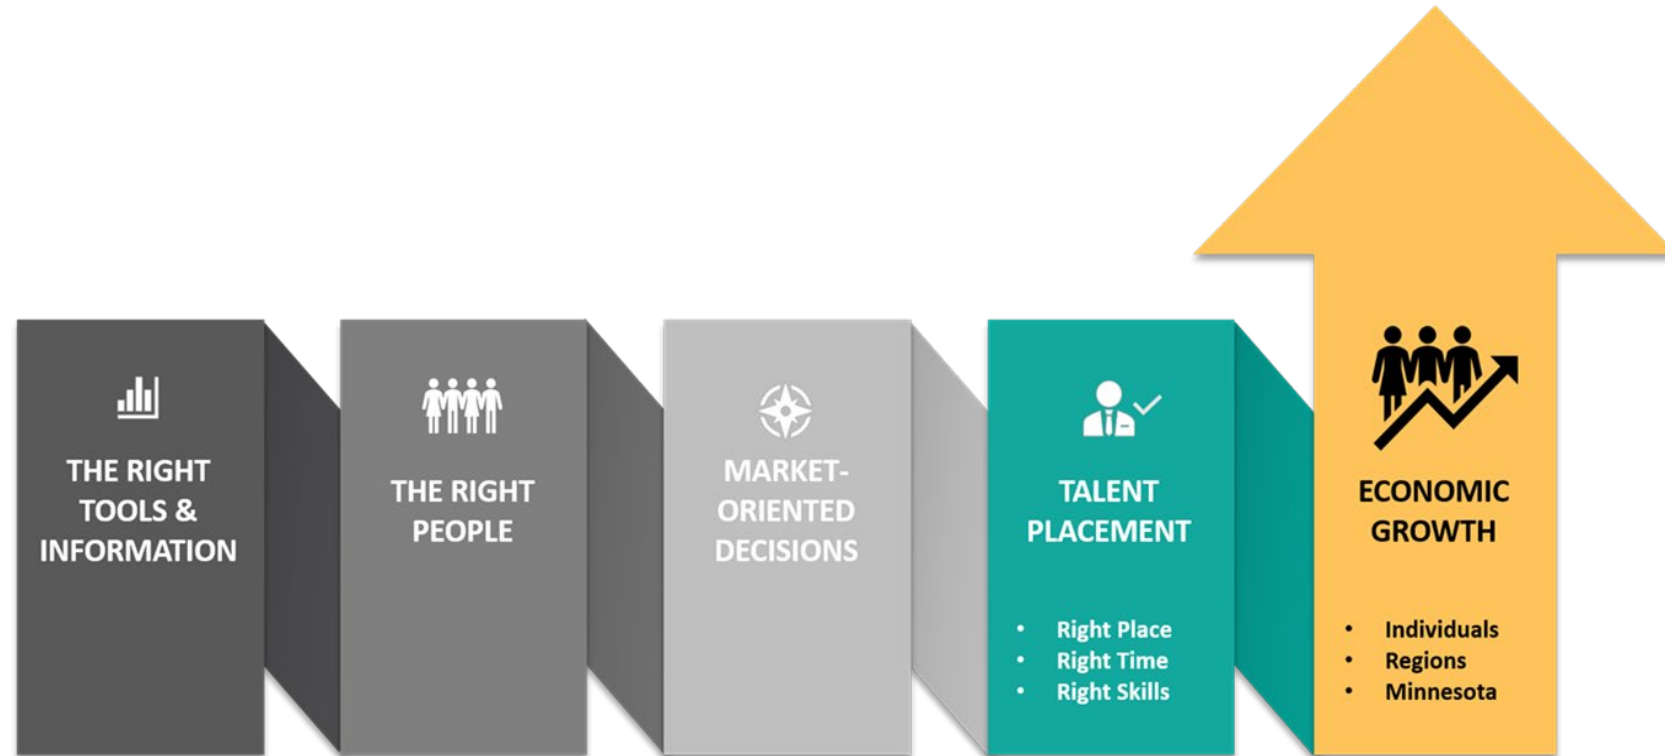 THE RIGHT
TOOLS &
INFORMATION
THE RIGHT
PEOPLE
MARKET-
ORIENTED
DECISIONS
TALENT
PLACEMENT
• Right Place
• Right Time
• Right Skills
ECONOMIC
GROWTH
• Individuals
• Regions
• Minnesota